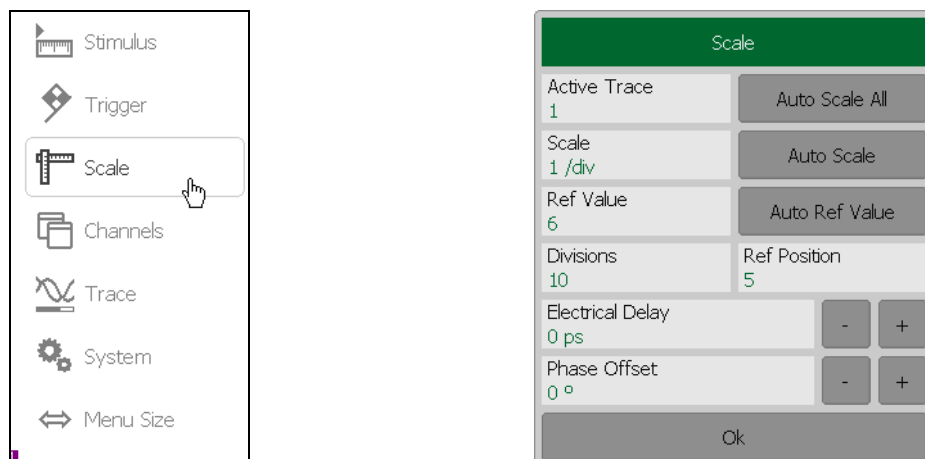 Stimulus
Trigger
Scale
Channels
Trace
System
Menu Size
Scale
Active Trace
1
Auto Scale All
Scale
1 /div
Auto Scale
Ref Value
6
Auto Ref Value
Divisions
10
Ref Position
5
Electrical Delay
0 ps
- +
Phase Offset
0 °
- +
Ok